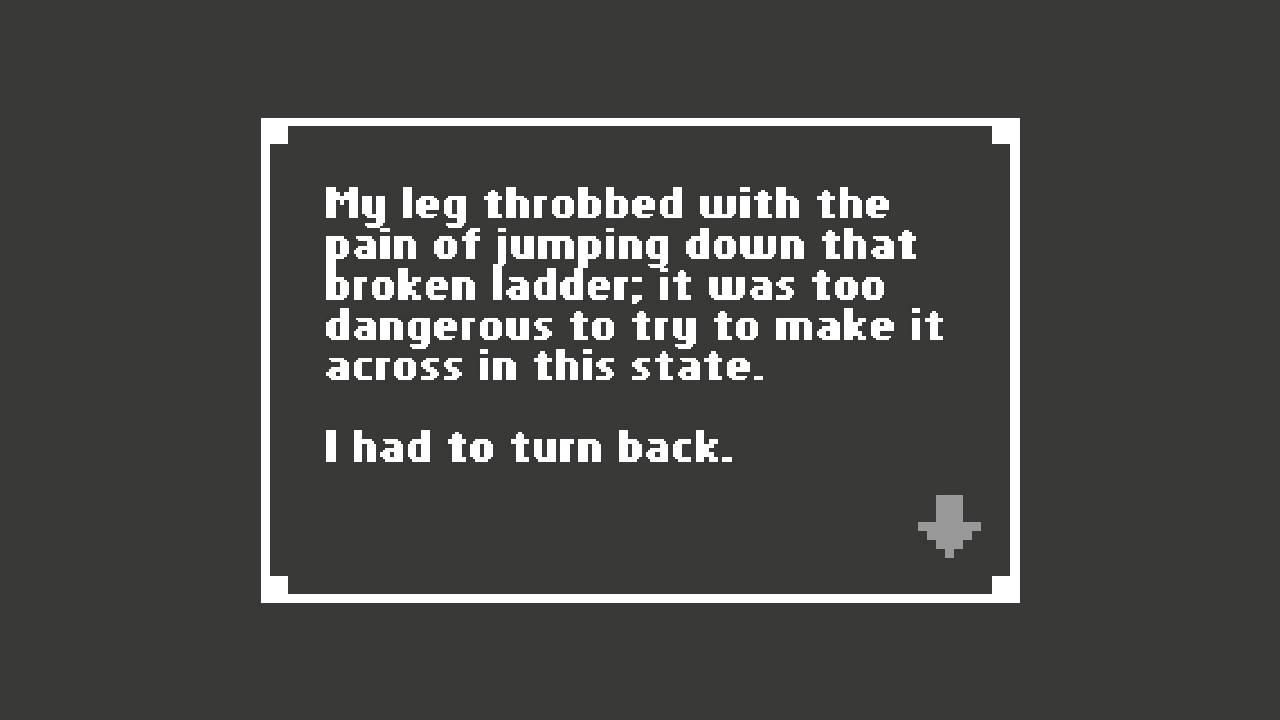 My leg throbbed with the
pain of jumping down that
broken ladder; it was too
dangerous to try to make it
across in this state.
I had to turn back.